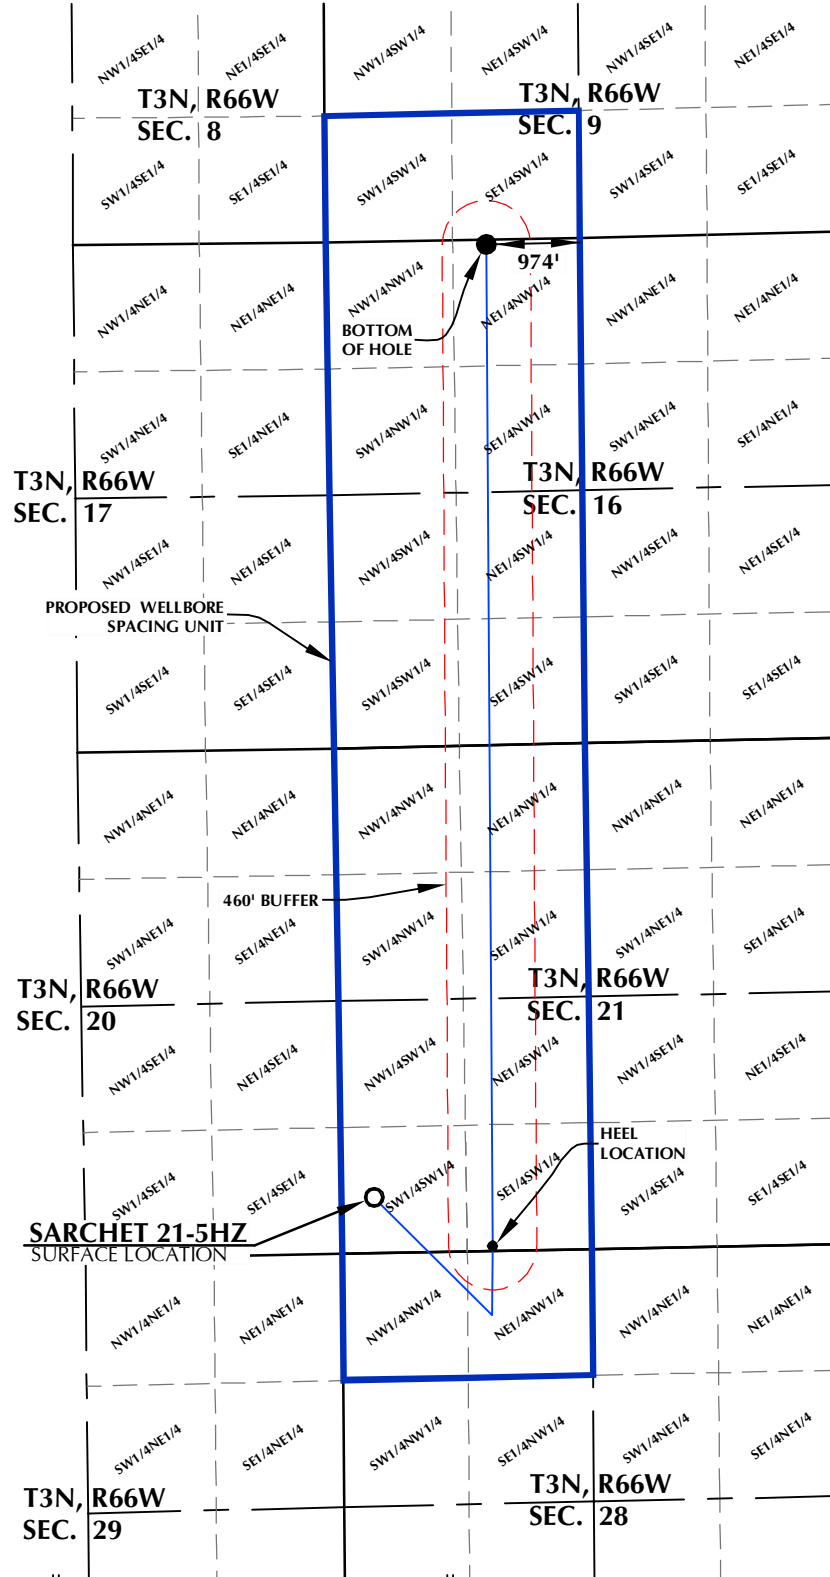 NW1/4SE1/4
NE1/4SE1/4
NW1/4SW1/4
NE1/4SW1/4
NW1/4SE1/4
NE1/4SE1/4
T3N, R66W
SEC. 8
T3N, R66W
SEC. 9
SW1/4SE1/4
SE1/4SE1/4
SW1/4SW1/4
SE1/4SW1/4
SW1/4SE1/4
SE1/4SE1/4
974'
NW1/4NE1/4
NE1/4NE1/4
NW1/4NW1/4
NE1/4NW1/4
NW1/4NE1/4
NE1/4NE1/4
BOTTOM
OF HOLE
SW1/4NE1/4
SE1/4NE1/4
SW1/4NW1/4
SE1/4NW1/4
SW1/4NE1/4
SE1/4NE1/4
T3N, R66W
SEC. 17
T3N, R66W
SEC. 16
NW1/4SE1/4
NE1/4SE1/4
NW1/4SW1/4
NE1/4SW1/4
NW1/4SE1/4
NE1/4SE1/4
PROPOSED WELLBORE
SPACING UNIT
SW1/4SE1/4
SE1/4SE1/4
SW1/4SW1/4
SE1/4SW1/4
SW1/4SE1/4
SE1/4SE1/4
NW1/4NE1/4
NE1/4NE1/4
NW1/4NW1/4
NE1/4NW1/4
NW1/4NE1/4
NE1/4NE1/4
460' BUFFER
SW1/4NE1/4
SE1/4NE1/4
SW1/4NW1/4
SE1/4NW1/4
SW1/4NE1/4
SE1/4NE1/4
T3N, R66W
SEC. 20
T3N, R66W
SEC. 21
NW1/4SE1/4
NE1/4SE1/4
NW1/4SW1/4
NE1/4SW1/4
NW1/4SE1/4
NE1/4SE1/4
HEEL
LOCATION
SW1/4SE1/4
SE1/4SE1/4
SW1/4SW1/4
SE1/4SW1/4
SW1/4SE1/4
SE1/4SE1/4
SARCHET 21-5HZ
SURFACE LOCATION
NW1/4NE1/4
NE1/4NE1/4
NW1/4NW1/4
NE1/4NW1/4
NW1/4NE1/4
NE1/4NE1/4
SW1/4NE1/4
SE1/4NE1/4
SW1/4NW1/4
SE1/4NW1/4
SW1/4NE1/4
SE1/4NE1/4
T3N, R66W
SEC. 29
T3N, R66W
SEC. 28